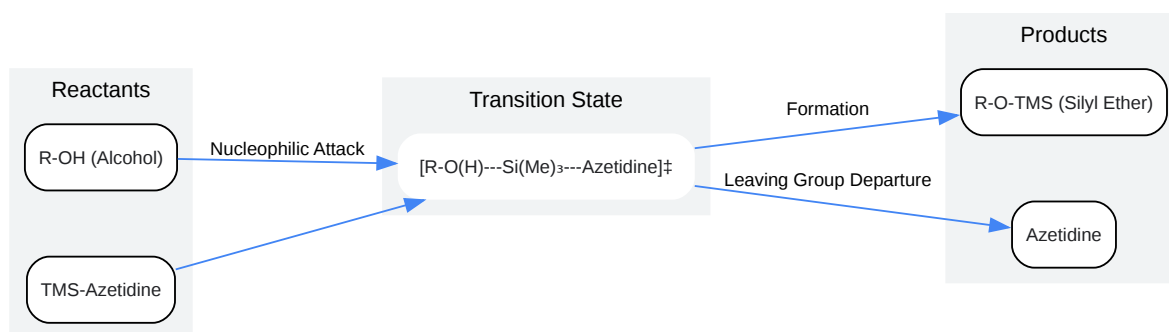 Reactants
R-OH (Alcohol)
TMS-Azetidine
Nucleophilic Attack
Transition State
[R-O(H)---Si(Me)₃---Azetidine]‡
Formation
Leaving Group Departure
Products
R-O-TMS (Silyl Ether)
Azetidine